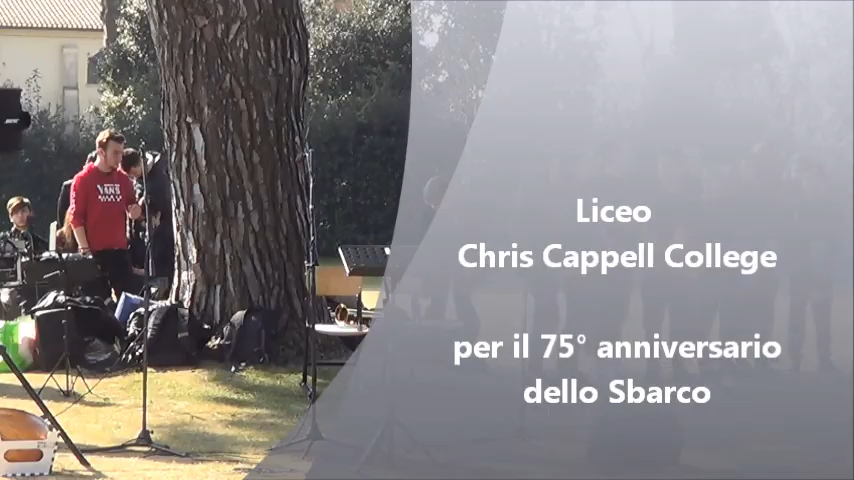 VANS
Liceo
Chris Cappell College
per il 75° anniversario
dello Sbarco